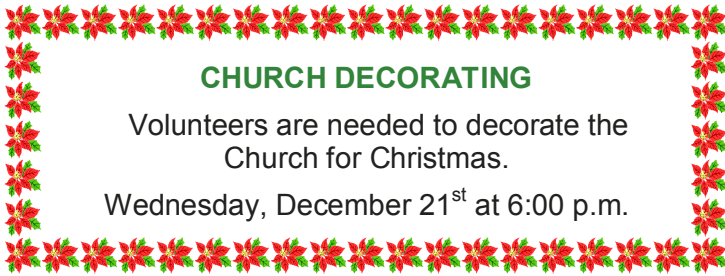 CHURCH DECORATING
Volunteers are needed to decorate the
Church for Christmas.
Wednesday, December 21st at 6:00 p.m.